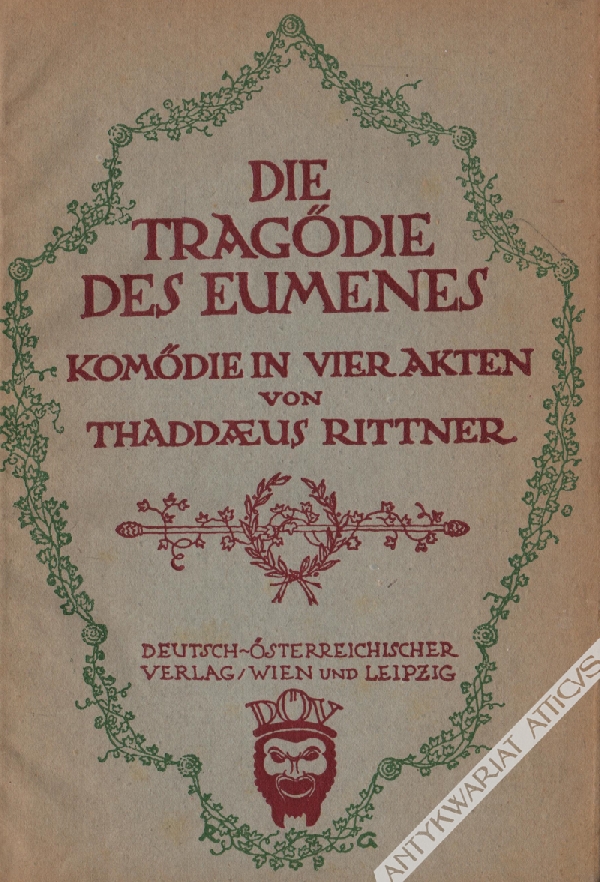 DIE
TRAGŐDIE
DES EUMENES
KOMŐDIE IN VIER AKTEN
VON
THADDÆUS RITTNER
DEUTSCH~ÖSTERREICHISCHER
VERLAG / WIEN UND LEIPZIG
DÖV
R G
ANTYKWARIAT ATTICVS